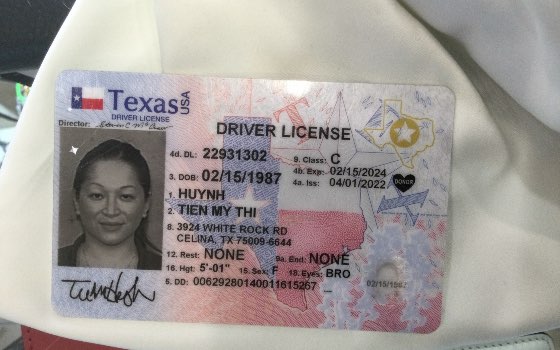 Texas USA
DRIVER LICENSE
Director:
DRIVER LICENSE
4d. DL: 22931302 9. Class: C
3. DOB: 02/15/1987 4b. Exp: 02/15/2024
4a. Iss: 04/01/2022 DONOR
1. HUYNH
2. TIEN MY THI
8. 3924 WHITE ROCK RD
CELINA, TX 75009-6644
12. Rest: NONE 9a. End: NONE
16. Hgt: 5'-01" 15. Sex: F 18. Eyes: BRO
5. DD: 00629280140011615267
02/15/1987